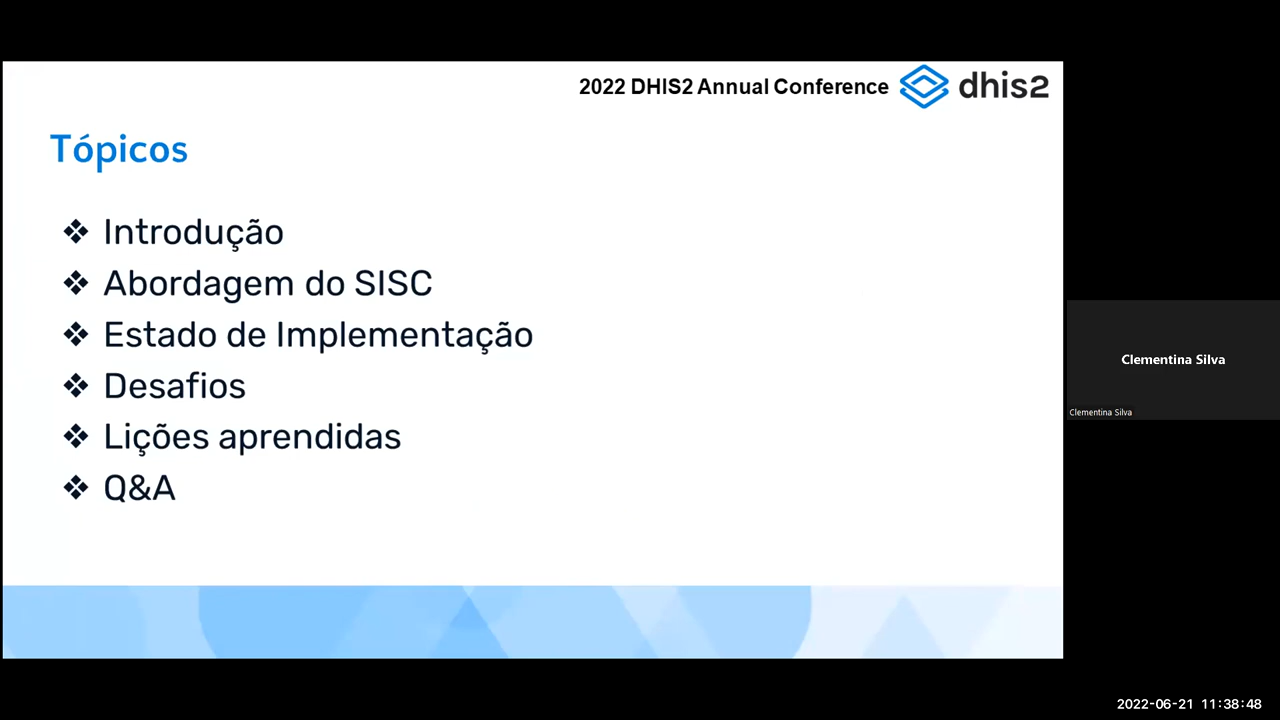 2022 DHIS2 Annual Conference dhis2
Tópicos
❖ Introdução
❖ Abordagem do SISC
❖ Estado de Implementação
❖ Desafios
❖ Lições aprendidas
❖ Q&A
Clementina Silva
Clementina Silva
2022-06-21 11:38:48